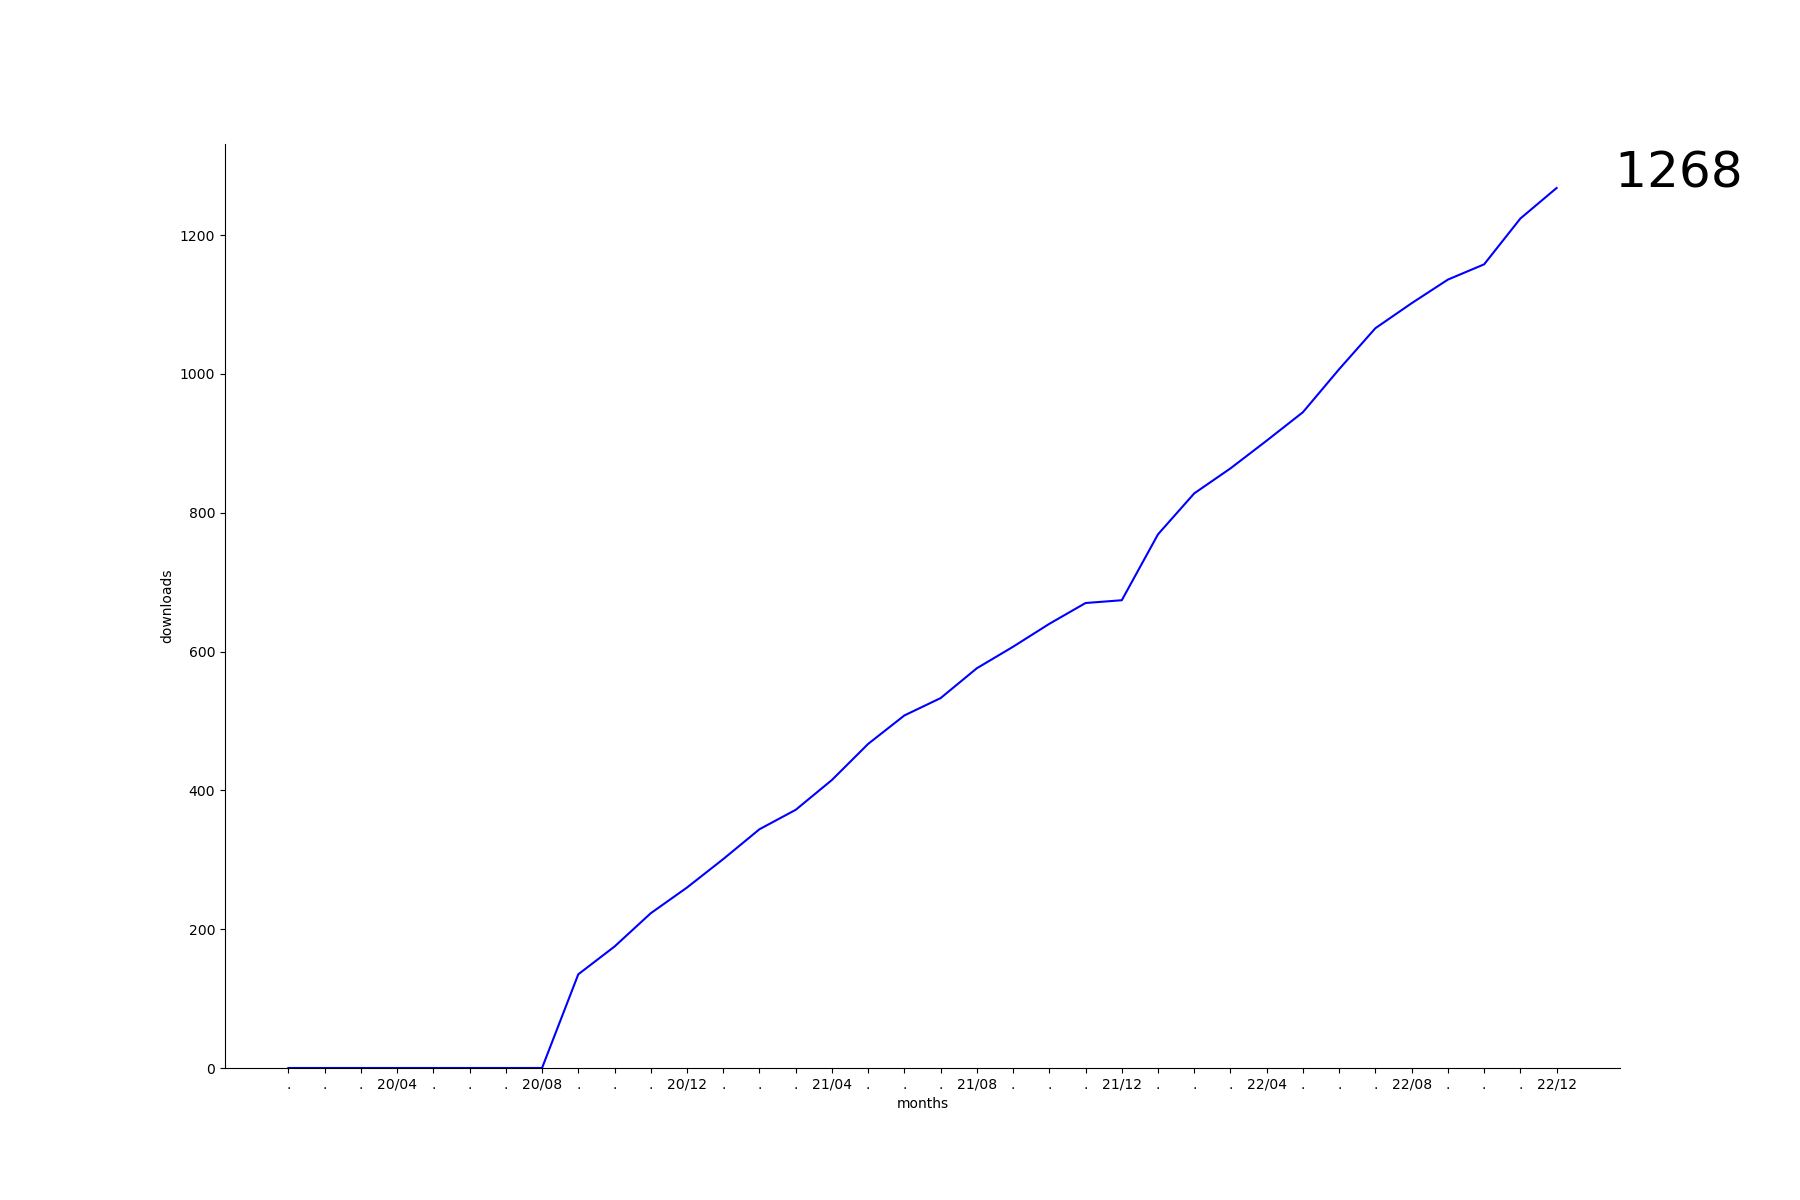 1268
1200
1000
800
downloads
600
400
200
0
. . . 20/04 . . . 20/08 . . . 20/12 . . . 21/04 . . . 21/08 . . . 21/12 . . . 22/04 . . . 22/08 . . . 22/12
months